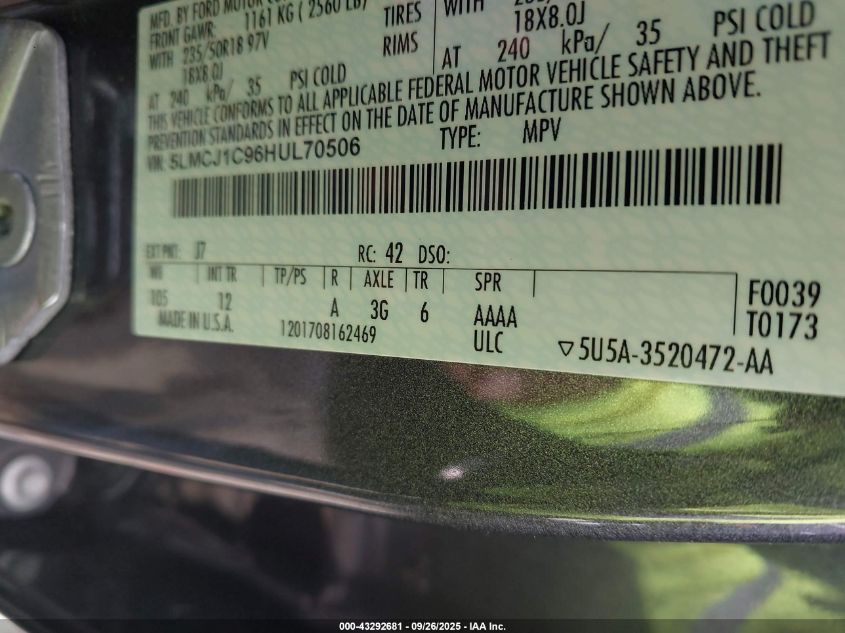 MFD. BY FORD MOTOR CO
FRONT GAWR: 1161 KG ( 2560 LB)
WITH 235/50R18 97V TIRES WITH
18X8.0J RIMS 18X8.0J
AT 240 kPa/ 35 PSI COLD AT 240 kPa/ 35 PSI COLD
THIS VEHICLE CONFORMS TO ALL APPLICABLE FEDERAL MOTOR VEHICLE SAFETY AND THEFT
PREVENTION STANDARDS IN EFFECT ON THE DATE OF MANUFACTURE SHOWN ABOVE.
VIN: 5LMCJ1C96HUL70506 TYPE: MPV
EXT PNT: J7 RC: 42 DSO:
WB INT TR TP/PS R AXLE TR SPR
105 12 A 3G 6 AAAA
MADE IN U.S.A. 1201708162469 ULC
F0039
T0173
▽5U5A-3520472-AA
000-43292681 - 09/26/2025 - IAA Inc.